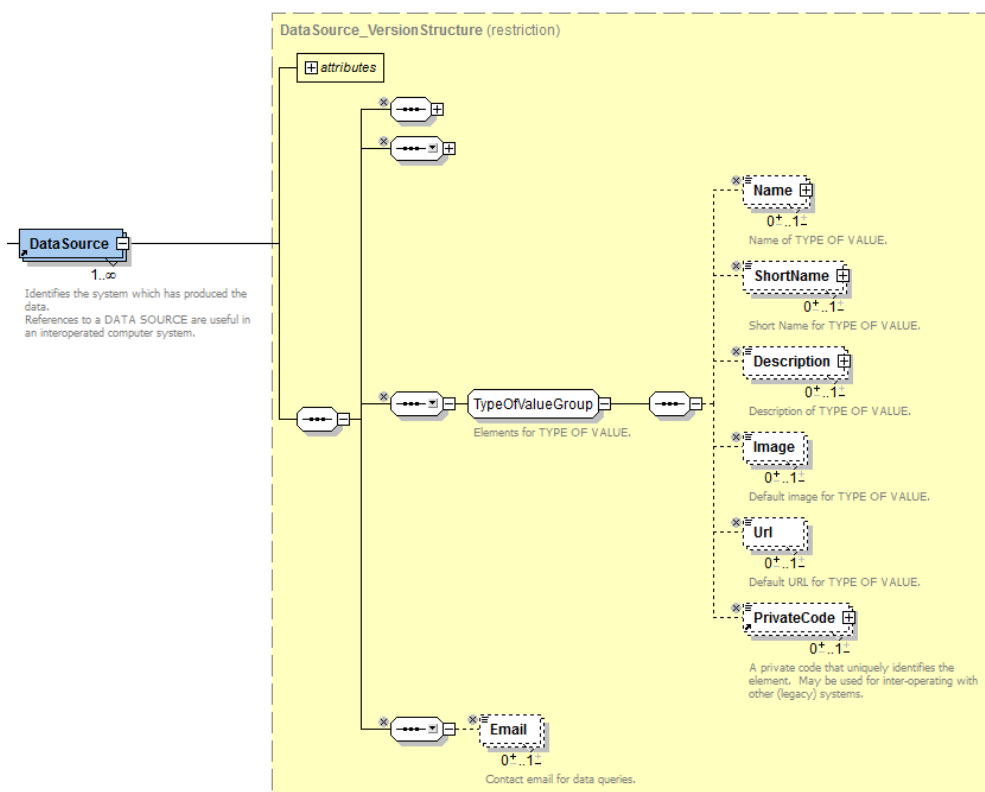 DataSource_VersionStructure (restriction)
attributes
DataSource
1..∞
Identifies the system which has produced the
data.
References to a DATA SOURCE are useful in
an interoperated computer system.
TypeOfValueGroup
Elements for TYPE OF VALUE.
Name
0..1
Name of TYPE OF VALUE.
ShortName
0..1
Short Name for TYPE OF VALUE.
Description
0..1
Description of TYPE OF VALUE.
Image
0..1
Default image for TYPE OF VALUE.
Url
0..1
Default URL for TYPE OF VALUE.
PrivateCode
0..1
A private code that uniquely identifies the
element. May be used for inter-operating with
other (legacy) systems.
Email
0..1
Contact email for data queries.